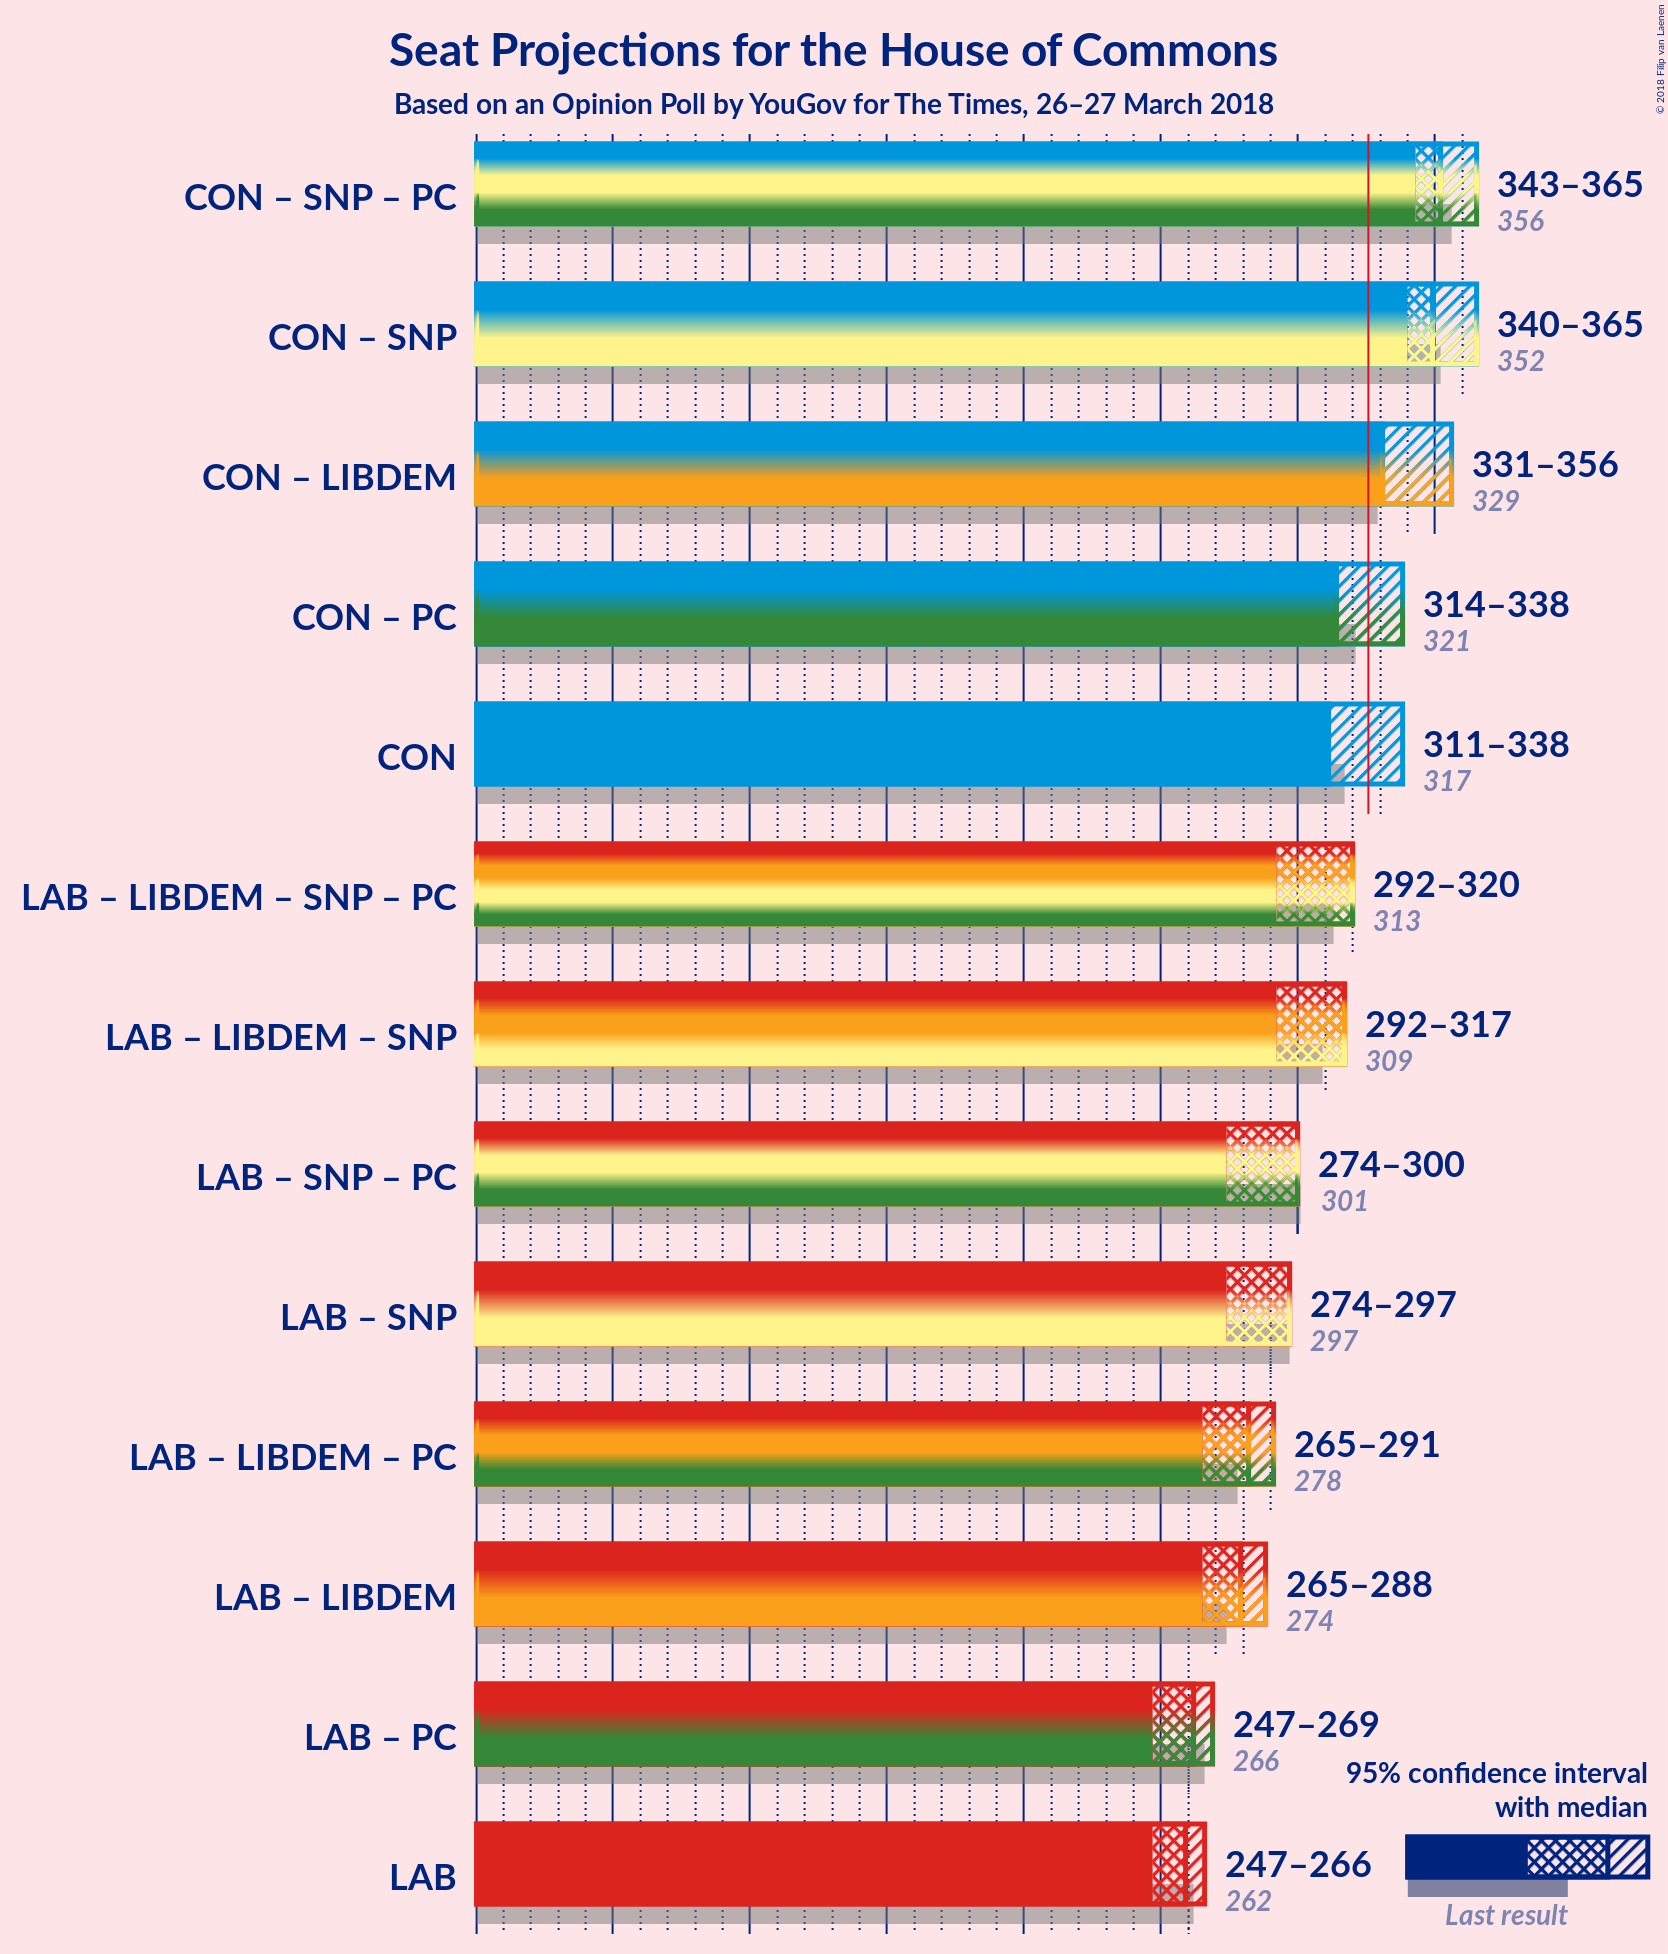 Seat Projections for the House of Commons
Based on an Opinion Poll by YouGov for The Times, 26–27 March 2018
© 2018 Filip van Laenen
CON – SNP – PC
343–365
356
CON – SNP
340–365
352
CON – LIBDEM
331–356
329
CON – PC
314–338
321
CON
311–338
317
LAB – LIBDEM – SNP – PC
292–320
313
LAB – LIBDEM – SNP
292–317
309
LAB – SNP – PC
274–300
301
LAB – SNP
274–297
297
LAB – LIBDEM – PC
265–291
278
LAB – LIBDEM
265–288
274
LAB – PC
247–269
266
LAB
247–266
262
95% confidence interval
with median
Last result